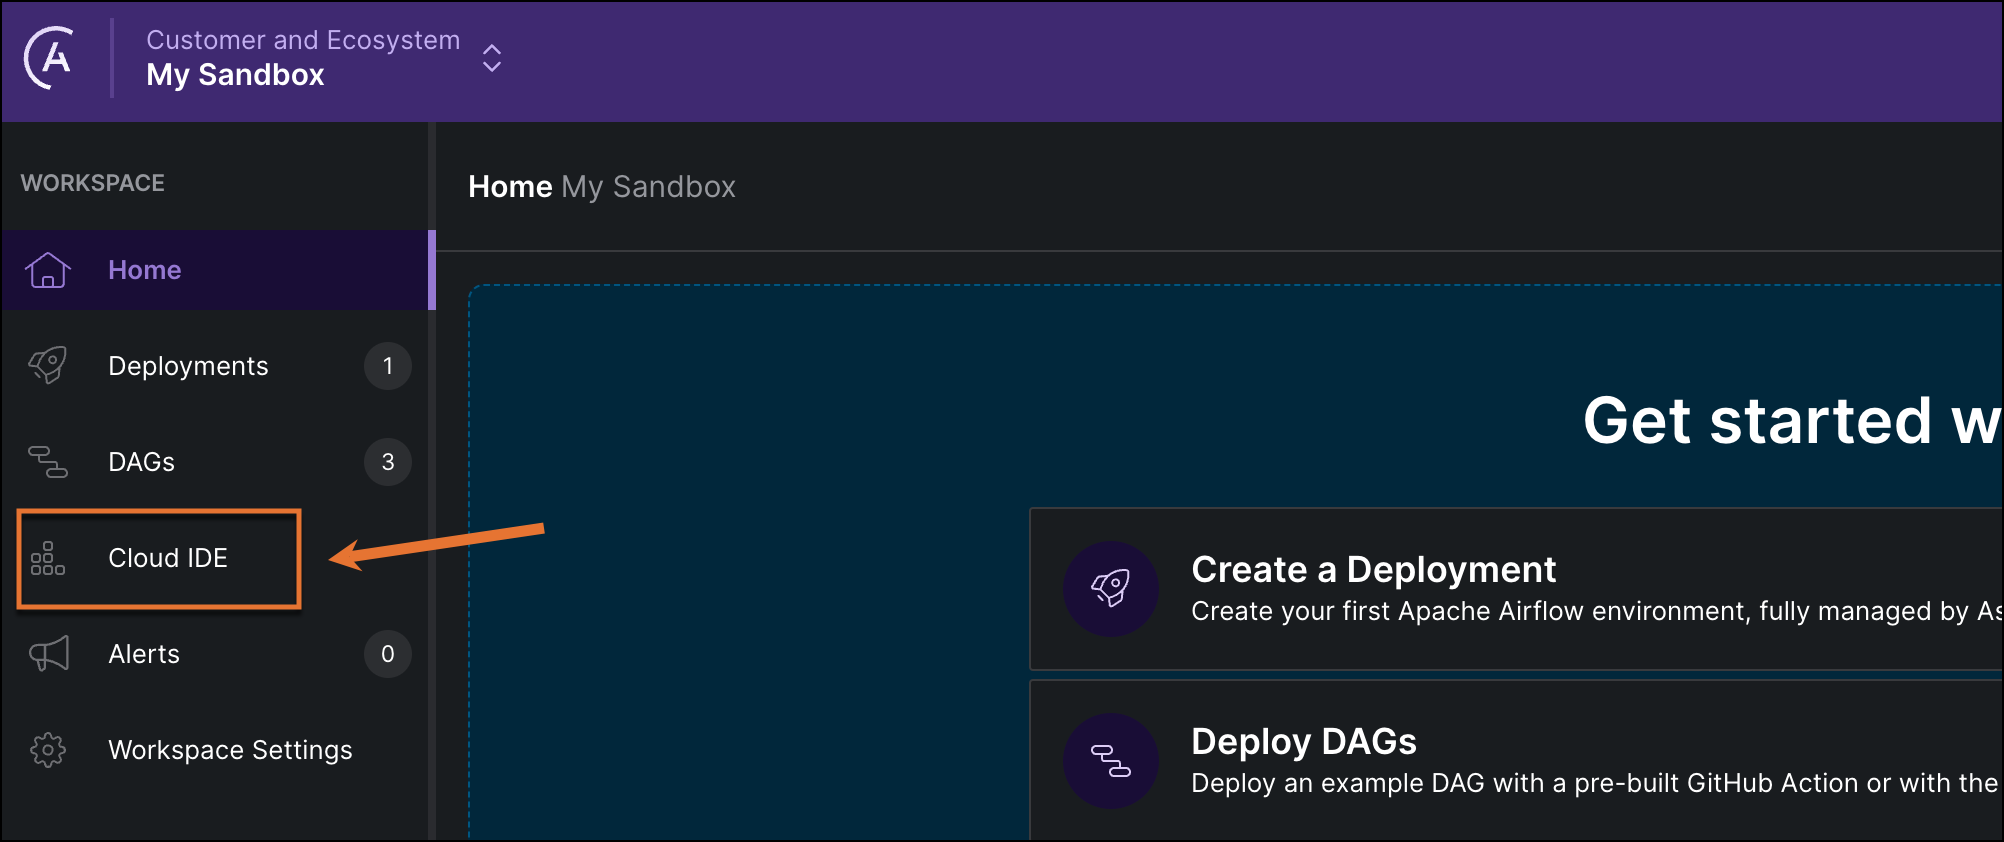 Customer and Ecosystem
My Sandbox
WORKSPACE
Home
Deployments 1
DAGs 3
Cloud IDE
Alerts 0
Workspace Settings
Home My Sandbox
Get started w
Create a Deployment
Create your first Apache Airflow environment, fully managed by As
Deploy DAGs
Deploy an example DAG with a pre-built GitHub Action or with the